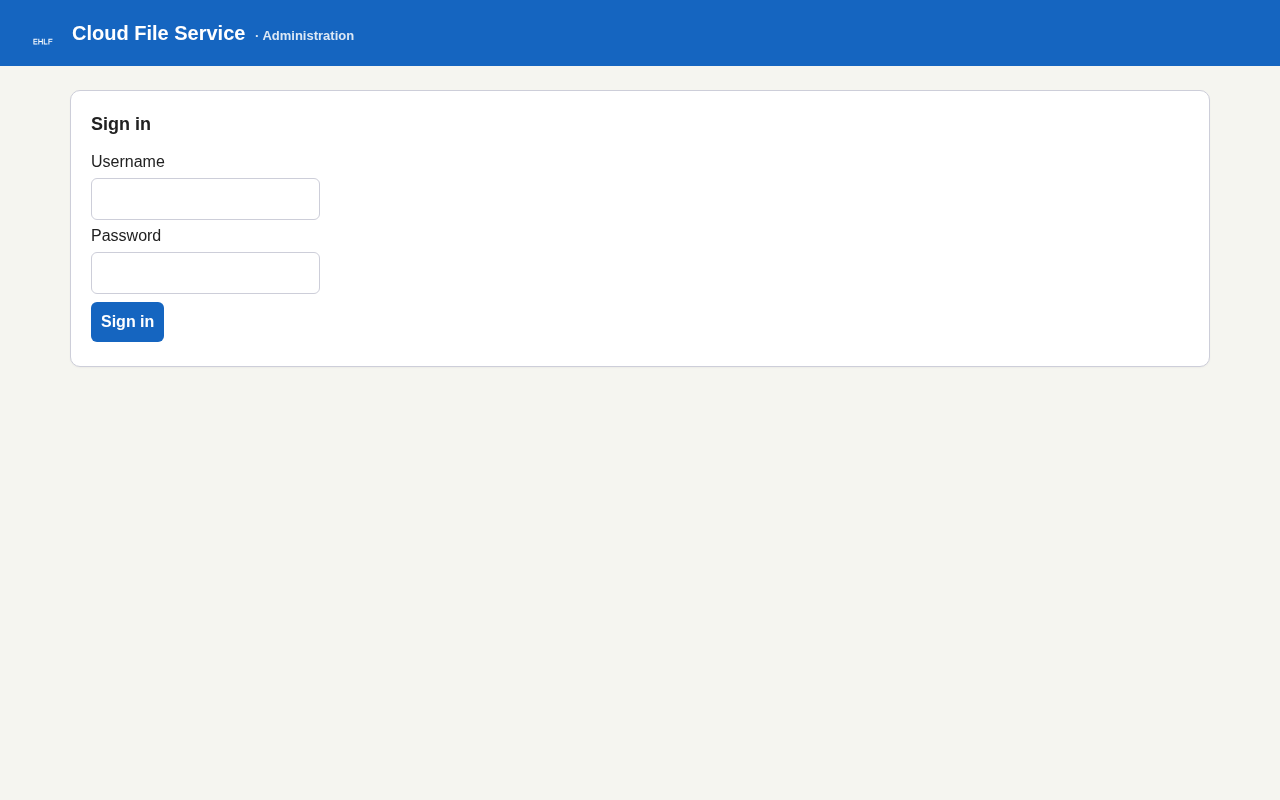 EHLF
Cloud File Service · Administration
Sign in
Username
Password
Sign in